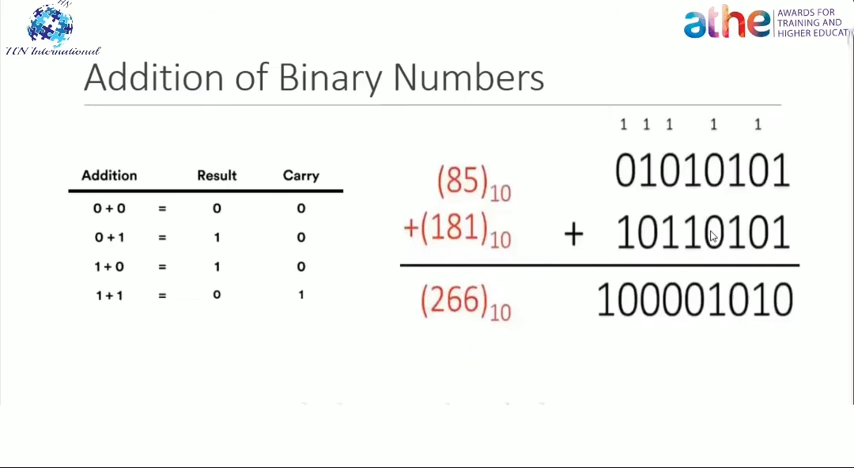 HN International
athe AWARDS FOR
TRAINING AND
HIGHER EDUCAT
Addition of Binary Numbers
Addition Result Carry
0 + 0 = 0 0
0 + 1 = 1 0
1 + 0 = 1 0
1 + 1 = 0 1
(85)₁₀
+(181)₁₀
(266)₁₀
1 1 1 1 1
01010101
+ 10110101
100001010